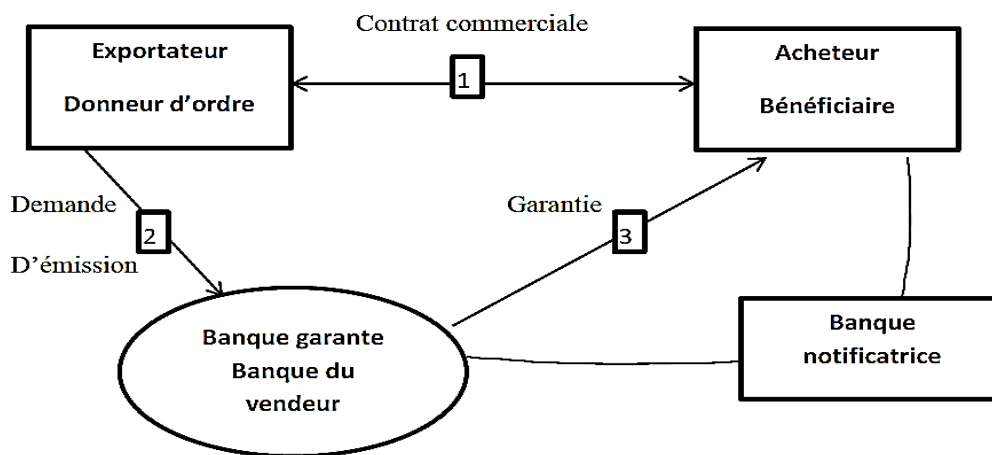 Contrat commerciale
Exportateur
Donneur d’ordre
1
Acheteur
Bénéficiaire
Demande
D’émission
2
Garantie
3
Banque garante
Banque du
vendeur
Banque
notificatrice